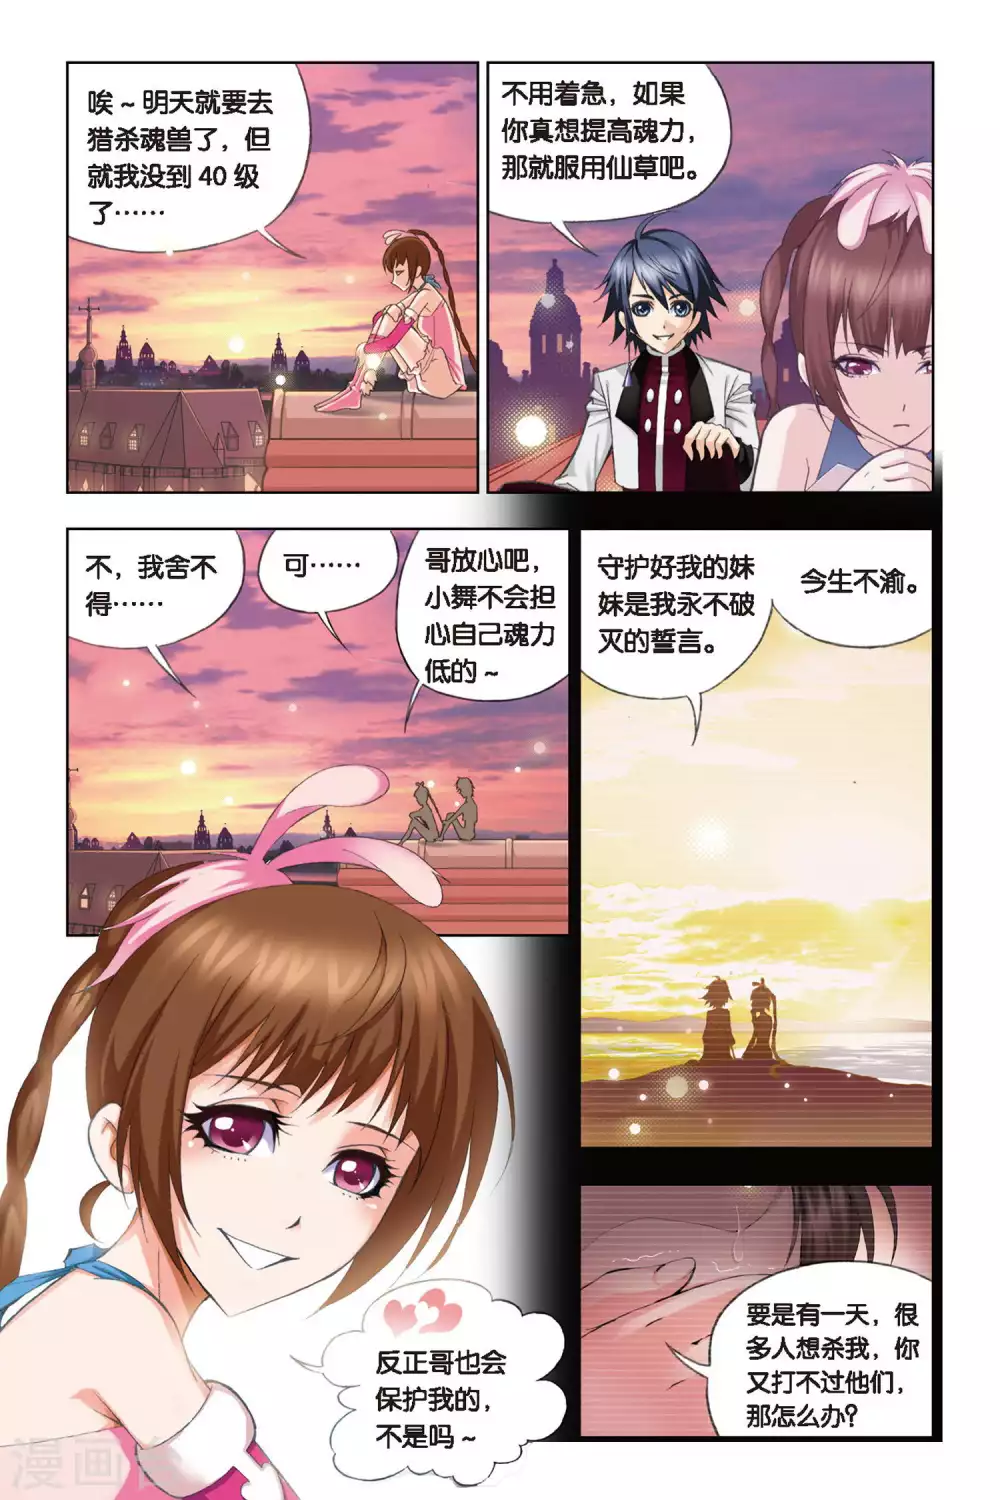 唉~明天就要去
猎杀魂兽了，但
就我没到 40 级
了……
不用着急，如果
你真想提高魂力，
那就服用仙草吧。
不，我舍不
得……
可……
哥放心吧，
小舞不会担
心自己魂力
低的~
守护好我的妹
妹是我永不破
灭的誓言。
今生不渝。
反正哥也会
保护我的，
不是吗~
要是有一天，很
多人想杀我，你
又打不过他们，
那怎么办？
漫画台